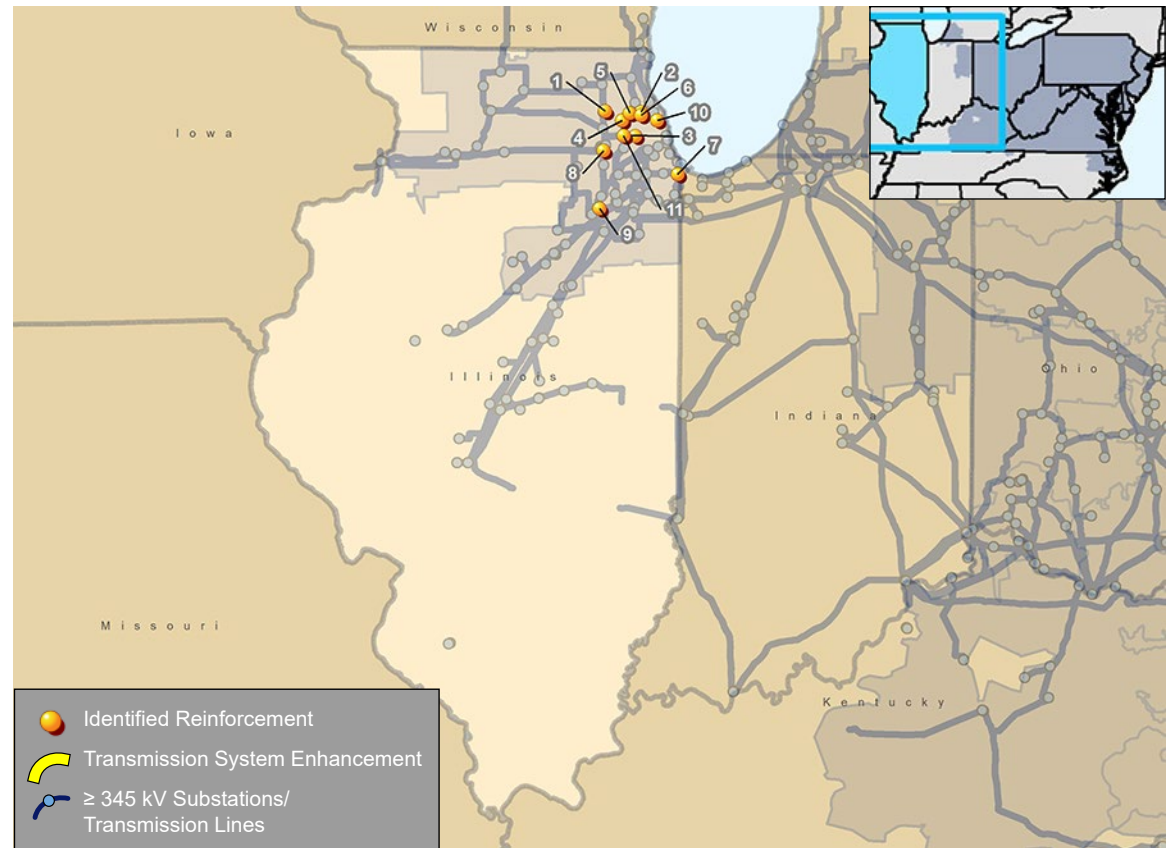 Wisconsin
1
5
2
6
10
4
3
7
8
11
9
Iowa
Illinois
Indiana
Ohio
Missouri
Kentucky
Identified Reinforcement
Transmission System Enhancement
≥ 345 kV Substations/
Transmission Lines